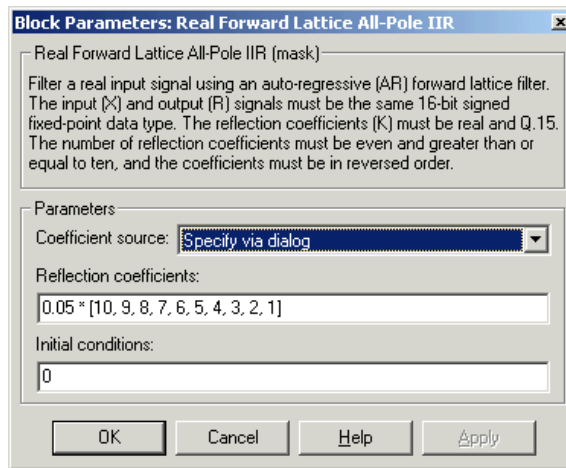 Block Parameters: Real Forward Lattice All-Pole IIR
Real Forward Lattice All-Pole IIR (mask)
Filter a real input signal using an auto-regressive (AR) forward lattice filter.
The input (X) and output (R) signals must be the same 16-bit signed
fixed-point data type. The reflection coefficients (K) must be real and Q.15.
The number of reflection coefficients must be even and greater than or
equal to ten, and the coefficients must be in reversed order.
Parameters
Coefficient source: Specify via dialog
Reflection coefficients:
0.05 * [10, 9, 8, 7, 6, 5, 4, 3, 2, 1]
Initial conditions:
0
OK Cancel Help Apply